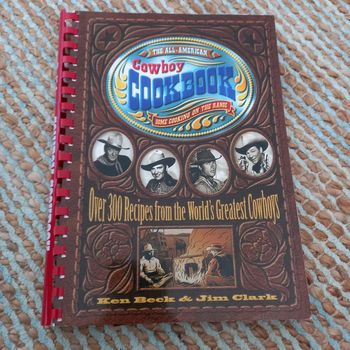 THE ALL-AMERICAN
Cowboy
COOKBOOK
HOME COOKING ON THE RANGE
Over 300 Recipes from the World's Greatest Cowboys
Ken Beck & Jim Clark